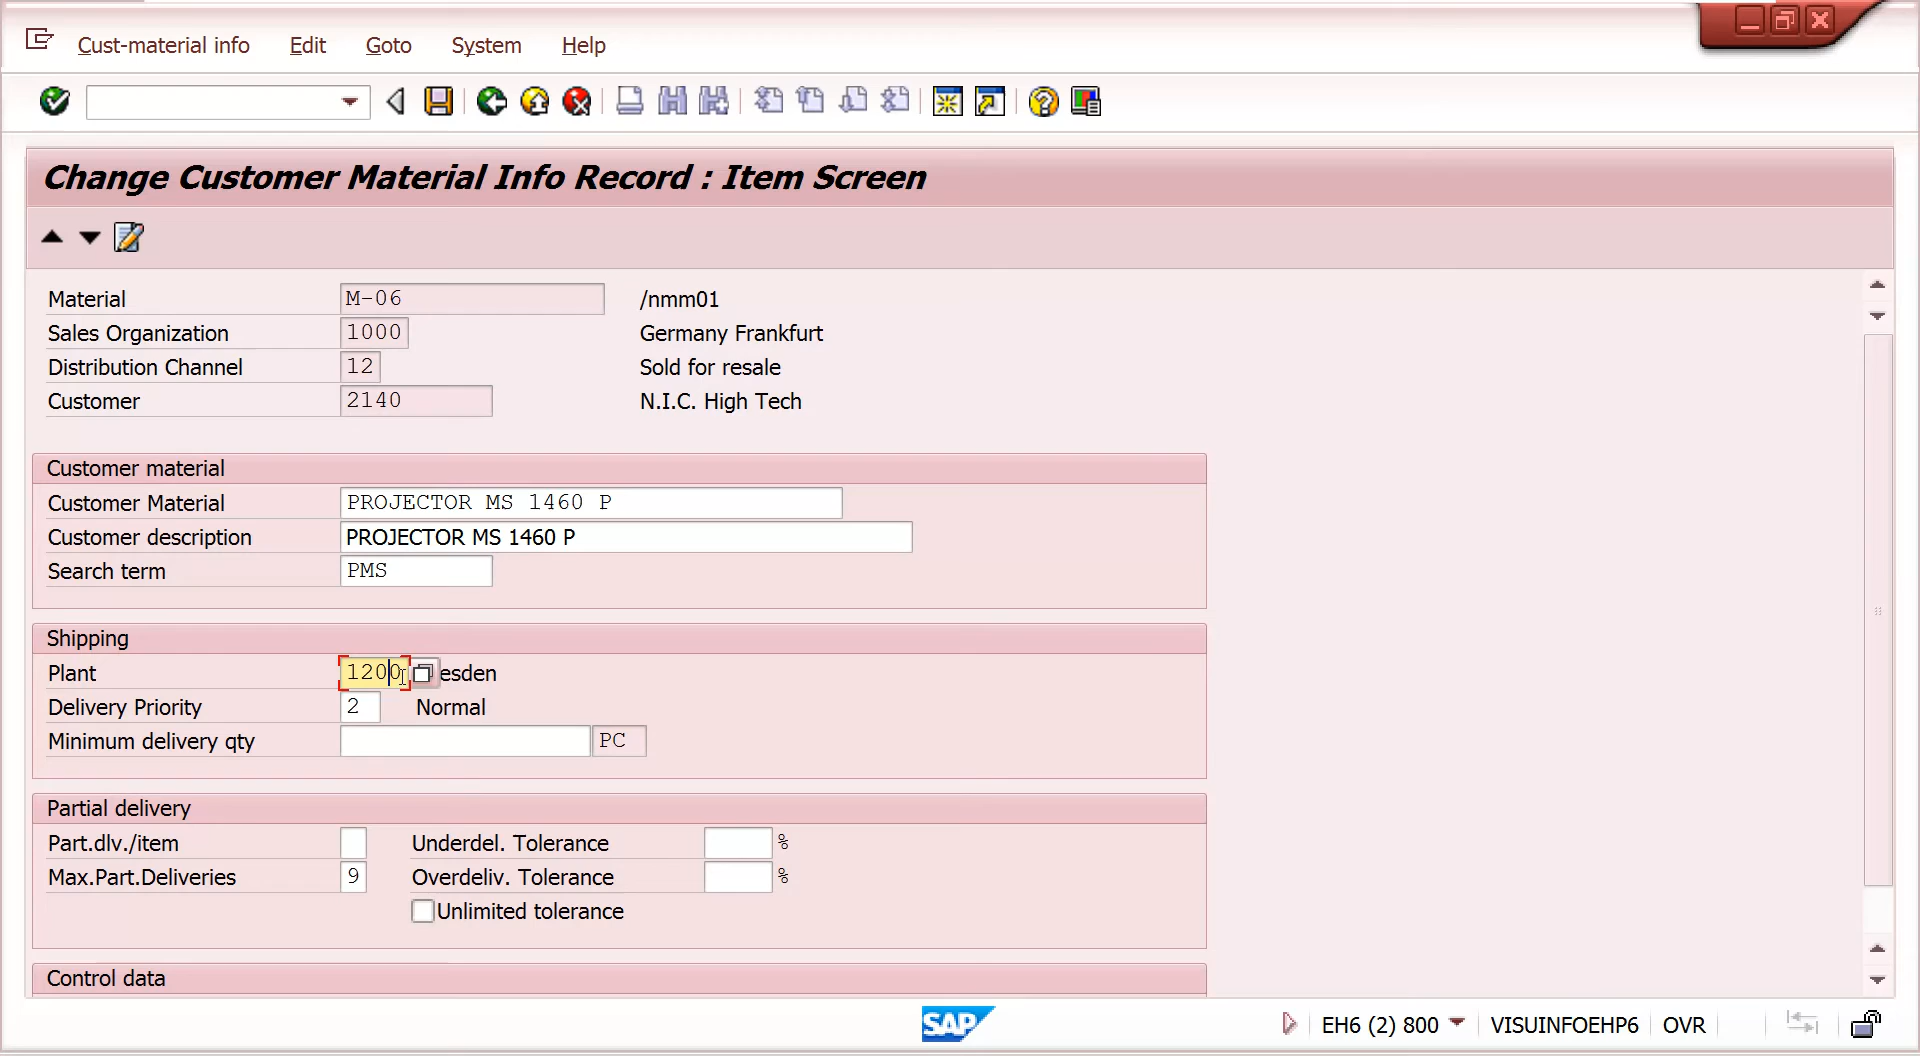 Cust-material info Edit Goto System Help
Change Customer Material Info Record : Item Screen
Material M-06 /nmm01
Sales Organization 1000 Germany Frankfurt
Distribution Channel 12 Sold for resale
Customer 2140 N.I.C. High Tech
Customer material
Customer Material PROJECTOR MS 1460 P
Customer description PROJECTOR MS 1460 P
Search term PMS
Shipping
Plant 1200 esden
Delivery Priority 2 Normal
Minimum delivery qty PC
Partial delivery
Part.dlv./item Underdel. Tolerance %
Max.Part.Deliveries 9 Overdeliv. Tolerance %
Unlimited tolerance
Control data
SAP EH6 (2) 800 VISUINFOEHP6 OVR